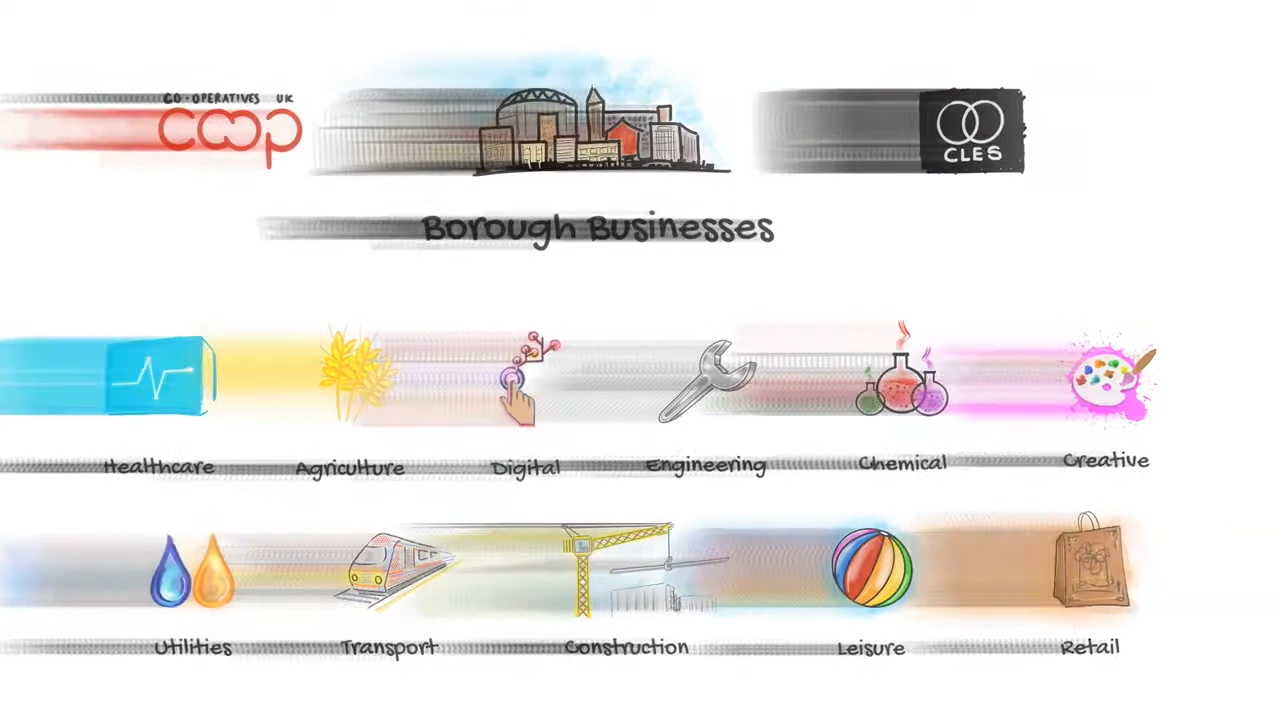 CO-OPERATIVES UK
coop
CLES
Borough Businesses
Healthcare Agriculture Digital Engineering Chemical Creative
Utilities Transport Construction Leisure Retail